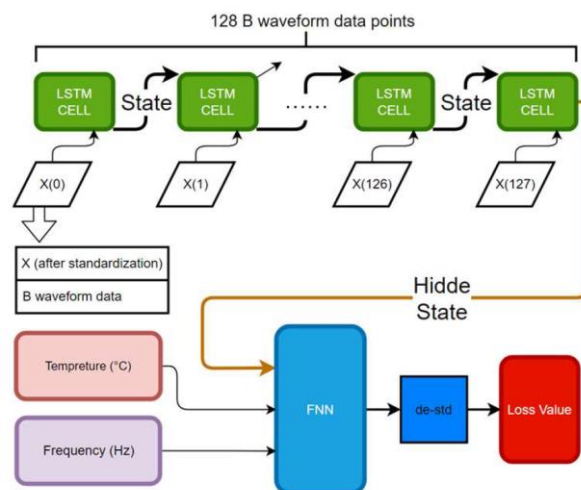 128 B waveform data points
LSTM
CELL
State
LSTM
CELL
......
LSTM
CELL
State
LSTM
CELL
X(0)
X(1)
X(126)
X(127)
X (after standardization)
B waveform data
Hidde
State
Tempreture (°C)
FNN
de-std
Loss Value
Frequency (Hz)